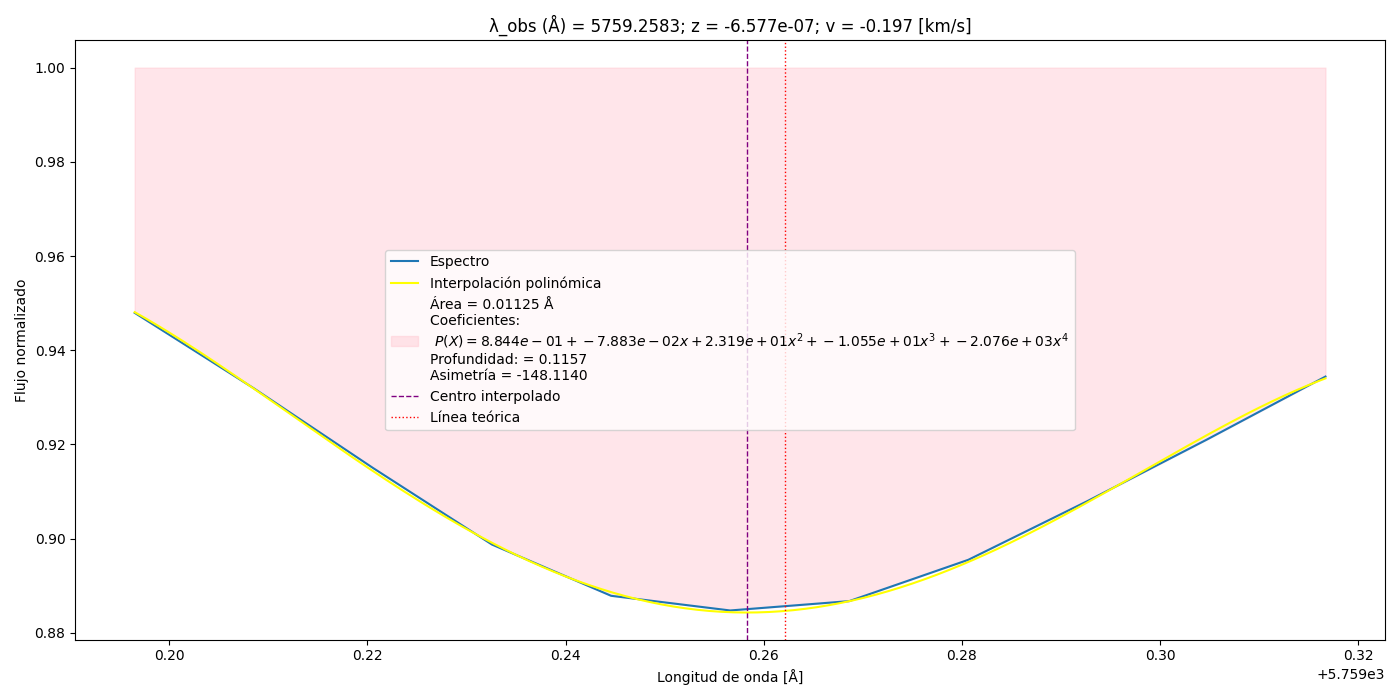 λ_obs (Å) = 5759.2583; z = -6.577e-07; v = -0.197 [km/s]
Flujo normalizado
1.00
0.98
0.96
0.94
0.92
0.90
0.88
Espectro
Interpolación polinómica
Área = 0.01125 Å
Coeficientes:
P(X) = 8.844e − 01 + −7.883e − 02x + 2.319e + 01x² + −1.055e + 01x³ + −2.076e + 03x⁴
Profundidad: = 0.1157
Asimetría = -148.1140
Centro interpolado
Línea teórica
0.20 0.22 0.24 0.26 0.28 0.30 0.32
+5.759e3
Longitud de onda [Å]